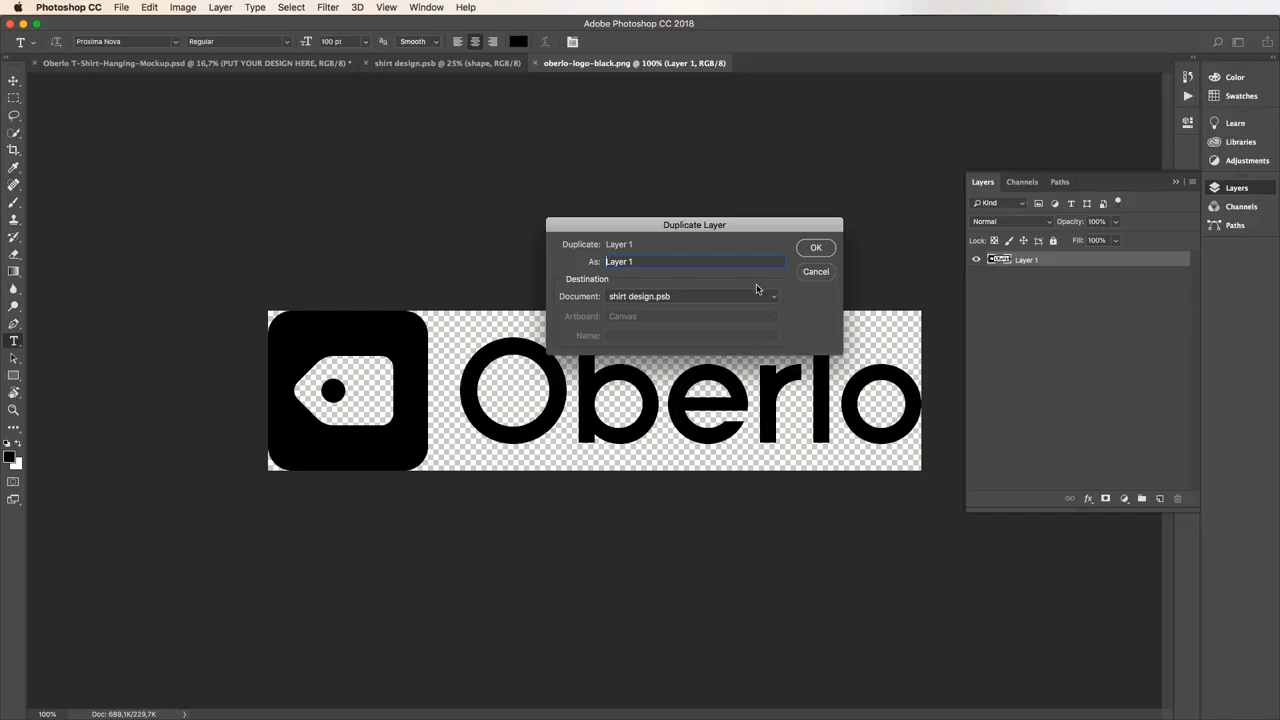 Photoshop CC File Edit Image Layer Type Select Filter 3D View Window Help
Adobe Photoshop CC 2018
T Proxima Nova Regular 100 pt aa Smooth
Oberlo T-Shirt-Hanging-Mockup.psd @ 16,7% (PUT YOUR DESIGN HERE, RGB/8) * shirt design.psb @ 25% (shape, RGB/8) oberlo-logo-black.png @ 100% (Layer 1, RGB/8)
Color
Swatches
Learn
Libraries
Adjustments
Layers
Channels
Paths
Layers Channels Paths
Kind
Normal Opacity: 100%
Lock: Fill: 100%
Layer 1
Duplicate Layer
Duplicate: Layer 1
As: Layer 1
OK
Cancel
Destination
Document: shirt design.psb
Artboard: Canvas
Name:
Oberlo
100% Doc: 689,1K/229,7K